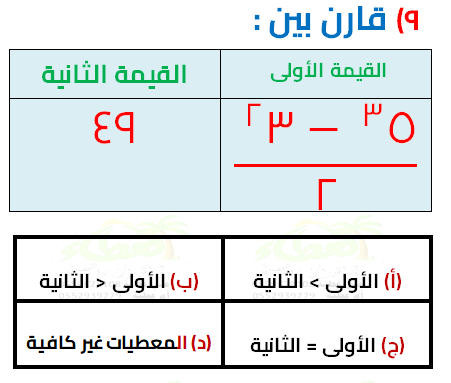 ٩) قارن بين :
القيمة الأولى
القيمة الثانية
٥^٣ − ٣^٢
٢
٤٩
(أ) الأولى > الثانية
(ب) الأولى < الثانية
(ج) الأولى = الثانية
(د) المعطيات غير كافية